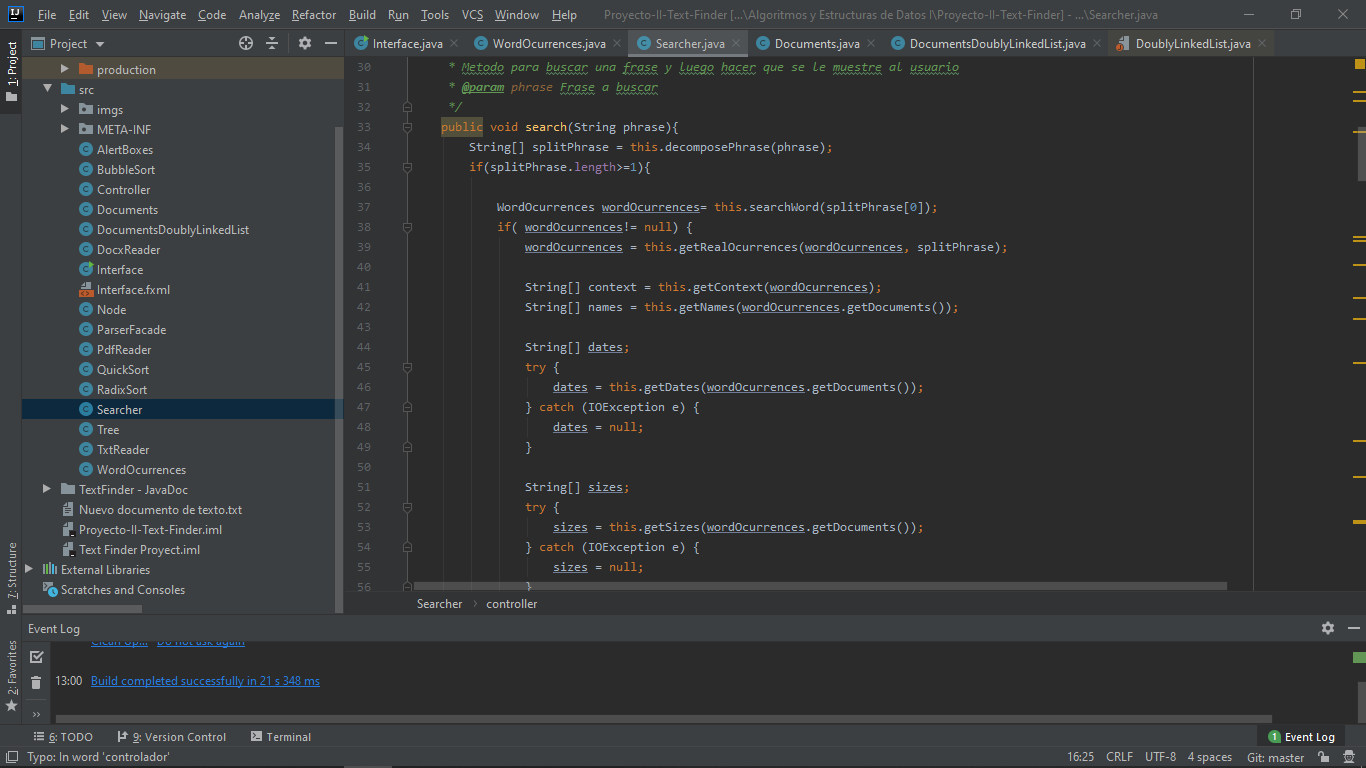 File Edit View Navigate Code Analyze Refactor Build Run Tools VCS Window Help Proyecto-II-Text-Finder [...\Algoritmos y Estructuras de Datos I\Proyecto-II-Text-Finder] - ...\Searcher.java
1: Project
Project
Interface.java
WordOcurrences.java
Searcher.java
Documents.java
DocumentsDoublyLinkedList.java
DoublyLinkedList.java
production
src
imgs
META-INF
AlertBoxes
BubbleSort
Controller
Documents
DocumentsDoublyLinkedList
DocxReader
Interface
Interface.fxml
Node
ParserFacade
PdfReader
QuickSort
RadixSort
Searcher
Tree
TxtReader
WordOcurrences
TextFinder - JavaDoc
Nuevo documento de texto.txt
Proyecto-II-Text-Finder.iml
Text Finder Proyect.iml
External Libraries
Scratches and Consoles
7: Structure
2: Favorites
30 * Metodo para buscar una frase y luego hacer que se le muestre al usuario
31 * @param phrase Frase a buscar
32 */
33 public void search(String phrase){
34 String[] splitPhrase = this.decomposePhrase(phrase);
35 if(splitPhrase.length>=1){
36
37 WordOcurrences wordOcurrences= this.searchWord(splitPhrase[0]);
38 if( wordOcurrences!= null) {
39 wordOcurrences = this.getRealOcurrences(wordOcurrences, splitPhrase);
40
41 String[] context = this.getContext(wordOcurrences);
42 String[] names = this.getNames(wordOcurrences.getDocuments());
43
44 String[] dates;
45 try {
46 dates = this.getDates(wordOcurrences.getDocuments());
47 } catch (IOException e) {
48 dates = null;
49 }
50
51 String[] sizes;
52 try {
53 sizes = this.getSizes(wordOcurrences.getDocuments());
54 } catch (IOException e) {
55 sizes = null;
56 }
Searcher › controller
Event Log
Clean up... Do not ask again
13:00 Build completed successfully in 21 s 348 ms
»
6: TODO 9: Version Control Terminal 1 Event Log
Typo: In word 'controlador' 16:25 CRLF UTF-8 4 spaces Git: master